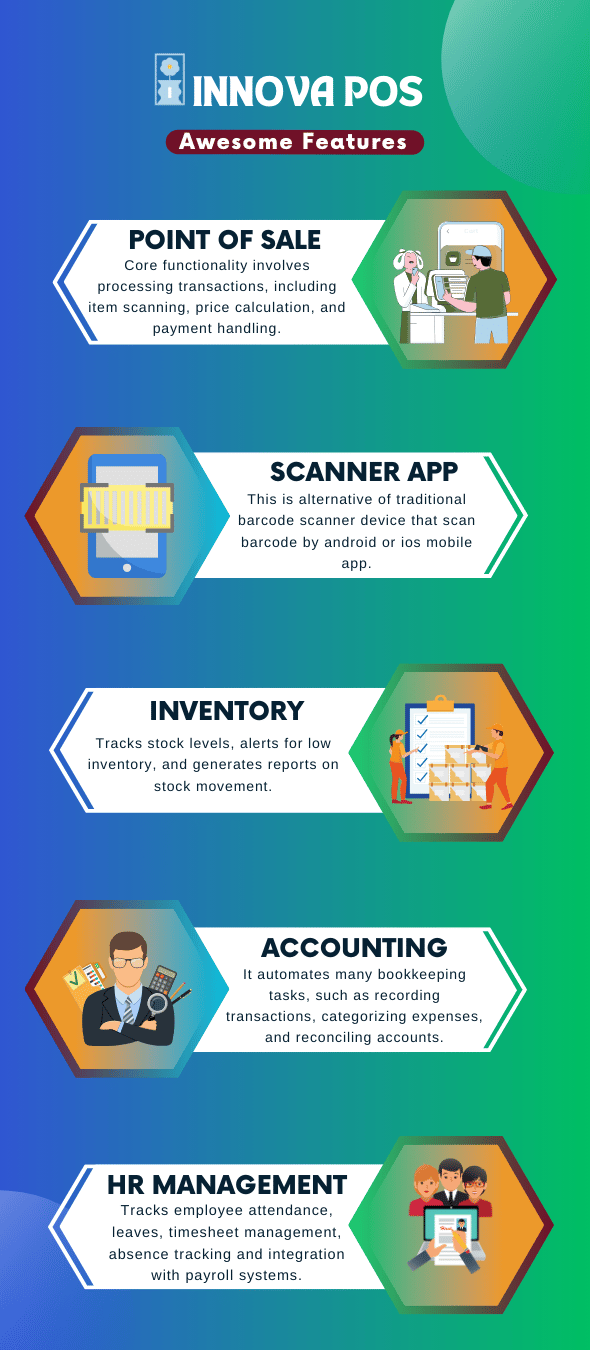 INNOVA POS
Awesome Features
POINT OF SALE
Core functionality involves
processing transactions, including
item scanning, price calculation, and
payment handling.
SCANNER APP
This is alternative of traditional
barcode scanner device that scan
barcode by android or ios mobile
app.
INVENTORY
Tracks stock levels, alerts for low
inventory, and generates reports on
stock movement.
ACCOUNTING
It automates many bookkeeping
tasks, such as recording
transactions, categorizing expenses,
and reconciling accounts.
HR MANAGEMENT
Tracks employee attendance,
leaves, timesheet management,
absence tracking and integration
with payroll systems.